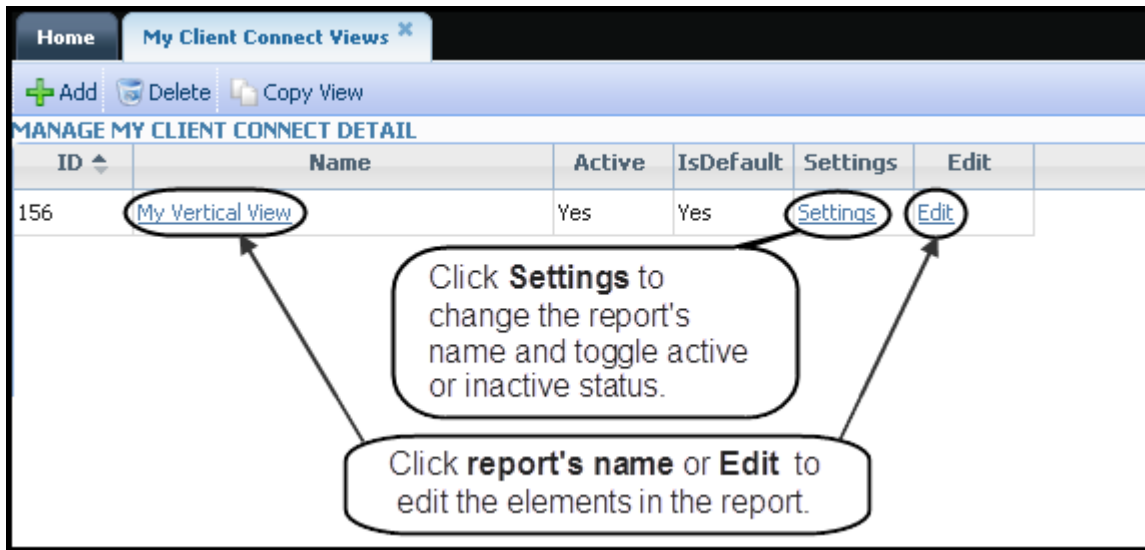 Home My Client Connect Views
Add Delete Copy View
MANAGE MY CLIENT CONNECT DETAIL
ID Name Active IsDefault Settings Edit
156 My Vertical View Yes Yes Settings Edit
Click Settings to
change the report's
name and toggle active
or inactive status.
Click report's name or Edit to
edit the elements in the report.